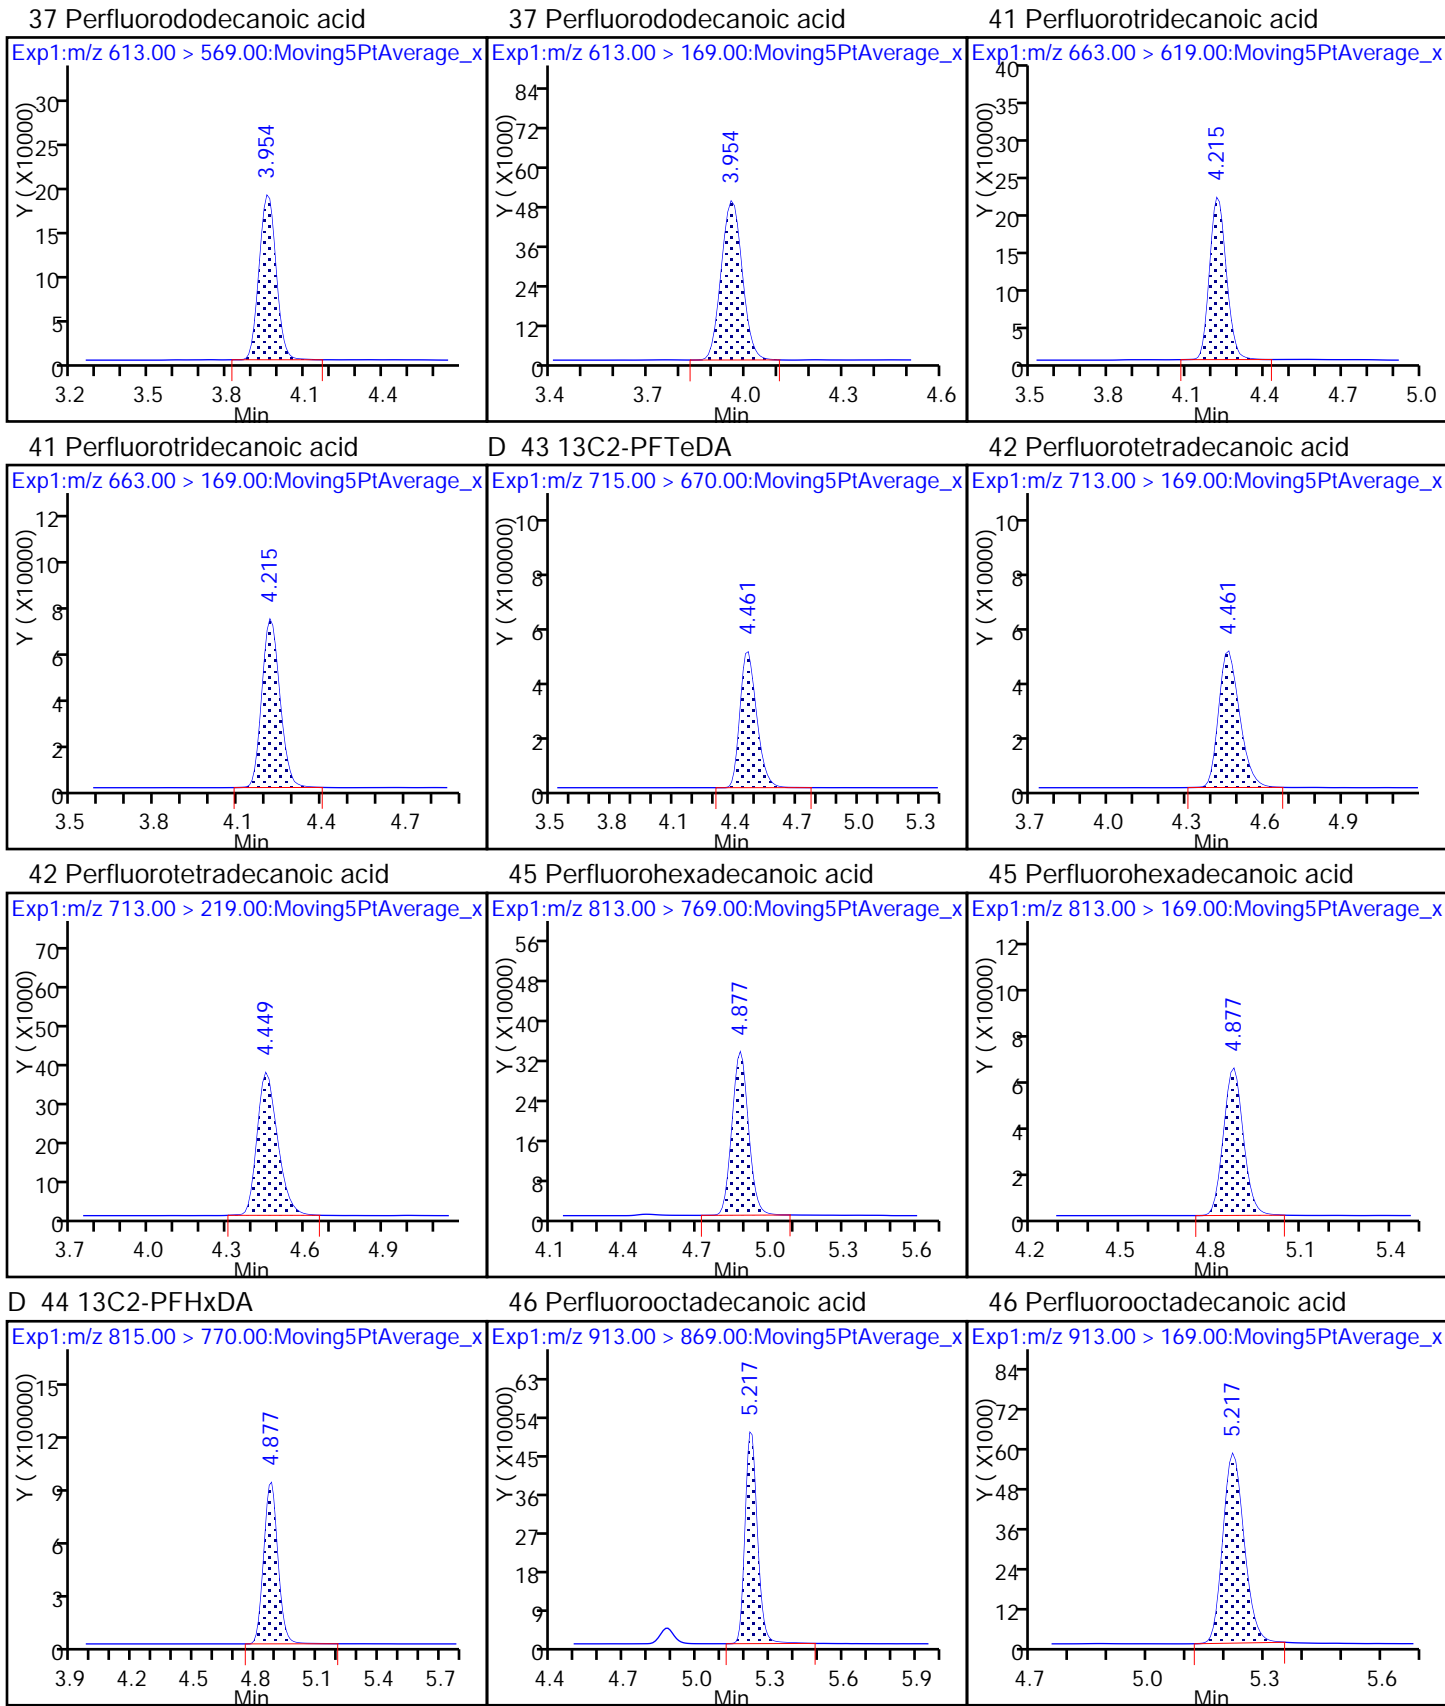 37 Perfluorododecanoic acid
Exp1:m/z 613.00 > 569.00:Moving5PtAverage_x
Y ( X10000)
30
25
20
15
10
5
0
3.954
3.2 3.5 3.8 4.1 4.4
Min
37 Perfluorododecanoic acid
Exp1:m/z 613.00 > 169.00:Moving5PtAverage_x
Y ( X1000)
84
72
60
48
36
24
12
0
3.954
3.4 3.7 4.0 4.3 4.6
Min
41 Perfluorotridecanoic acid
Exp1:m/z 663.00 > 619.00:Moving5PtAverage_x
Y ( X10000)
40
35
30
25
20
15
10
5
0
4.215
3.5 3.8 4.1 4.4 4.7 5.0
Min
41 Perfluorotridecanoic acid
Exp1:m/z 663.00 > 169.00:Moving5PtAverage_x
Y ( X10000)
12
10
8
6
4
2
0
4.215
3.5 3.8 4.1 4.4 4.7
Min
D 43 13C2-PFTeDA
Exp1:m/z 715.00 > 670.00:Moving5PtAverage_x
Y ( X100000)
10
8
6
4
2
0
4.461
3.5 3.8 4.1 4.4 4.7 5.0 5.3
Min
42 Perfluorotetradecanoic acid
Exp1:m/z 713.00 > 169.00:Moving5PtAverage_x
Y ( X10000)
10
8
6
4
2
0
4.461
3.7 4.0 4.3 4.6 4.9
Min
42 Perfluorotetradecanoic acid
Exp1:m/z 713.00 > 219.00:Moving5PtAverage_x
Y ( X1000)
70
60
50
40
30
20
10
0
4.449
3.7 4.0 4.3 4.6 4.9
Min
45 Perfluorohexadecanoic acid
Exp1:m/z 813.00 > 769.00:Moving5PtAverage_x
Y ( X10000)
56
48
40
32
24
16
8
0
4.877
4.1 4.4 4.7 5.0 5.3 5.6
Min
45 Perfluorohexadecanoic acid
Exp1:m/z 813.00 > 169.00:Moving5PtAverage_x
Y ( X10000)
12
10
8
6
4
2
0
4.877
4.2 4.5 4.8 5.1 5.4
Min
D 44 13C2-PFHxDA
Exp1:m/z 815.00 > 770.00:Moving5PtAverage_x
Y ( X100000)
15
12
9
6
3
0
4.877
3.9 4.2 4.5 4.8 5.1 5.4 5.7
Min
46 Perfluorooctadecanoic acid
Exp1:m/z 913.00 > 869.00:Moving5PtAverage_x
Y ( X10000)
63
54
45
36
27
18
9
0
5.217
4.4 4.7 5.0 5.3 5.6 5.9
Min
46 Perfluorooctadecanoic acid
Exp1:m/z 913.00 > 169.00:Moving5PtAverage_x
Y ( X1000)
84
72
60
48
36
24
12
0
5.217
4.7 5.0 5.3 5.6
Min